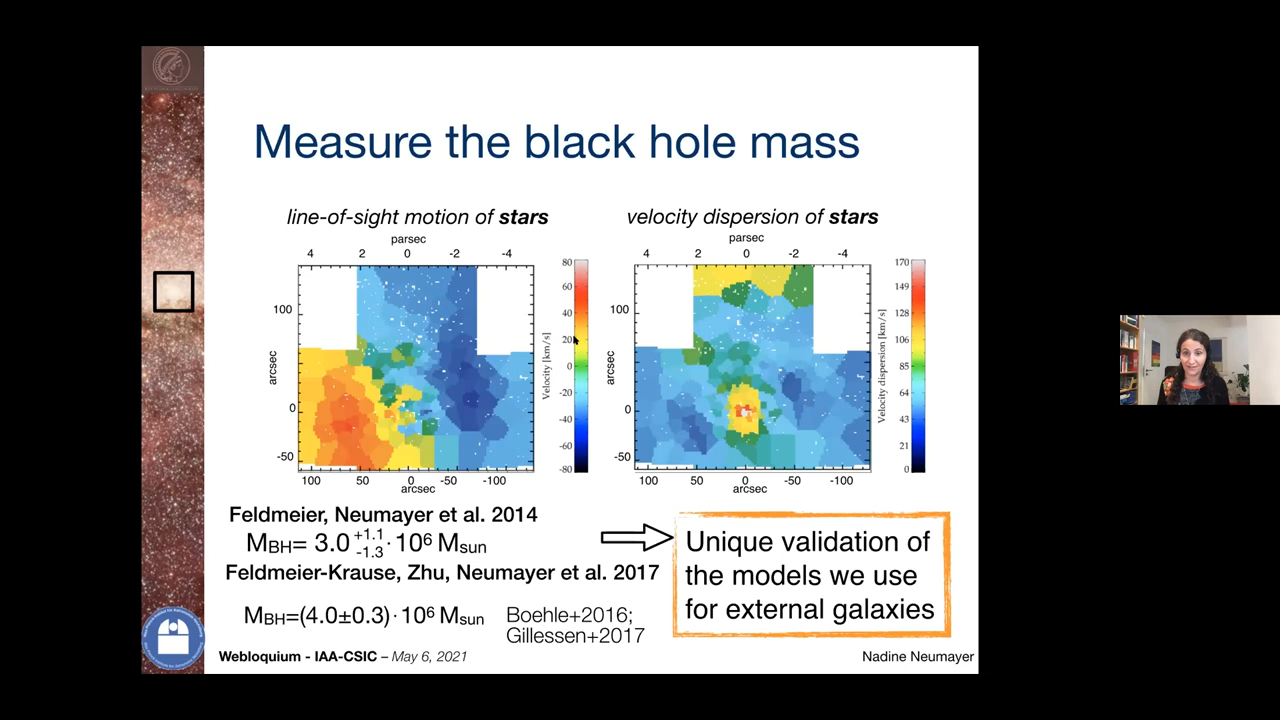 Measure the black hole mass
line-of-sight motion of stars
parsec
4 2 0 -2 -4
80
60
40
20
0
-20
-40
-60
-80
Velocity [km/s]
100
0
-50
arcsec
100 50 0 -50 -100
arcsec
velocity dispersion of stars
parsec
4 2 0 -2 -4
170
149
128
106
85
64
43
21
0
Velocity dispersion [km/s]
100
0
-50
arcsec
100 50 0 -50 -100
arcsec
Feldmeier, Neumayer et al. 2014
MBH= 3.0 +1.1 -1.3 · 10⁶ Msun
Feldmeier-Krause, Zhu, Neumayer et al. 2017
MBH=(4.0±0.3) · 10⁶ Msun
Boehle+2016;
Gillessen+2017
Unique validation of
the models we use
for external galaxies
Webloquium - IAA-CSIC – May 6, 2021
Nadine Neumayer